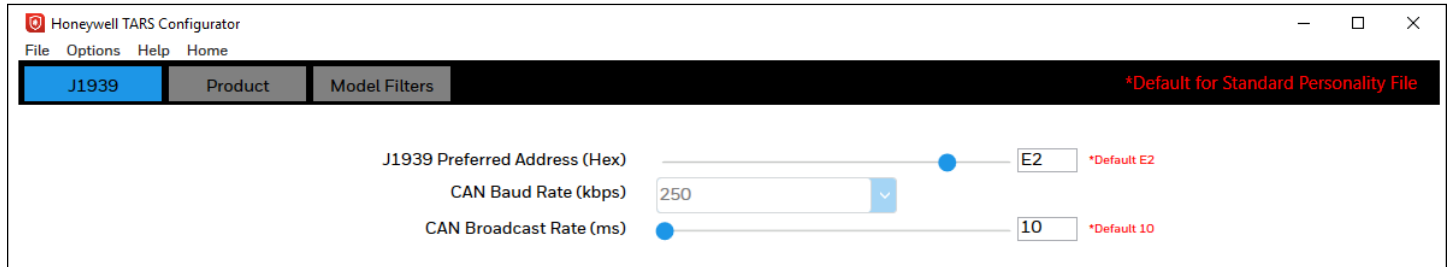 Honeywell TARS Configurator
File Options Help Home
J1939 Product Model Filters *Default for Standard Personality File
J1939 Preferred Address (Hex) E2 *Default E2
CAN Baud Rate (kbps) 250
CAN Broadcast Rate (ms) 10 *Default 10